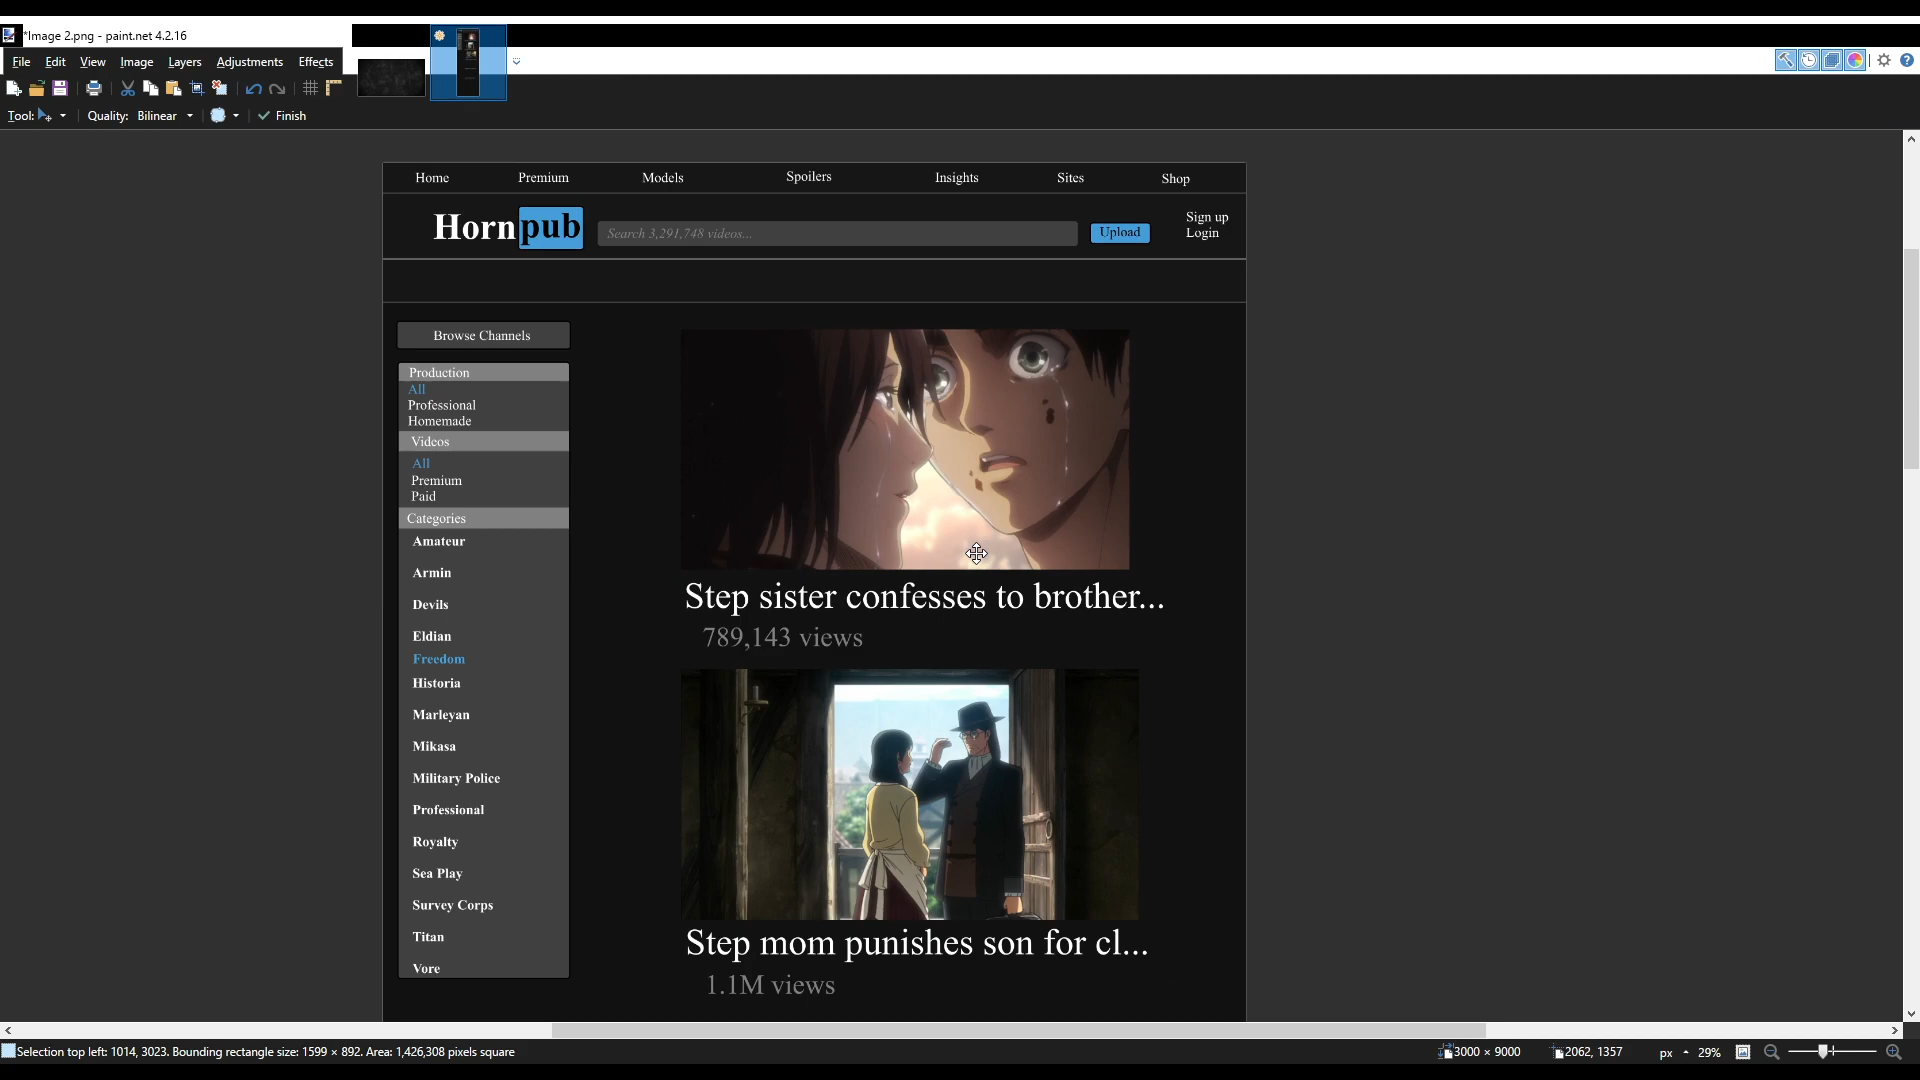 *Image 2.png - paint.net 4.2.16
File Edit View Image Layers Adjustments Effects
Tool: Quality: Bilinear Finish
Home Premium Models Spoilers Insights Sites Shop
Hornpub
Search 3,291,748 videos...
Upload
Sign up
Login
Browse Channels
Production
All
Professional
Homemade
Videos
All
Premium
Paid
Categories
Amateur
Armin
Devils
Eldian
Freedom
Historia
Marleyan
Mikasa
Military Police
Professional
Royalty
Sea Play
Survey Corps
Titan
Vore
Step sister confesses to brother...
789,143 views
Step mom punishes son for cl...
1.1M views
Selection top left: 1014, 3023. Bounding rectangle size: 1599 × 892. Area: 1,426,308 pixels square
3000 × 9000 2062, 1357 px 29%